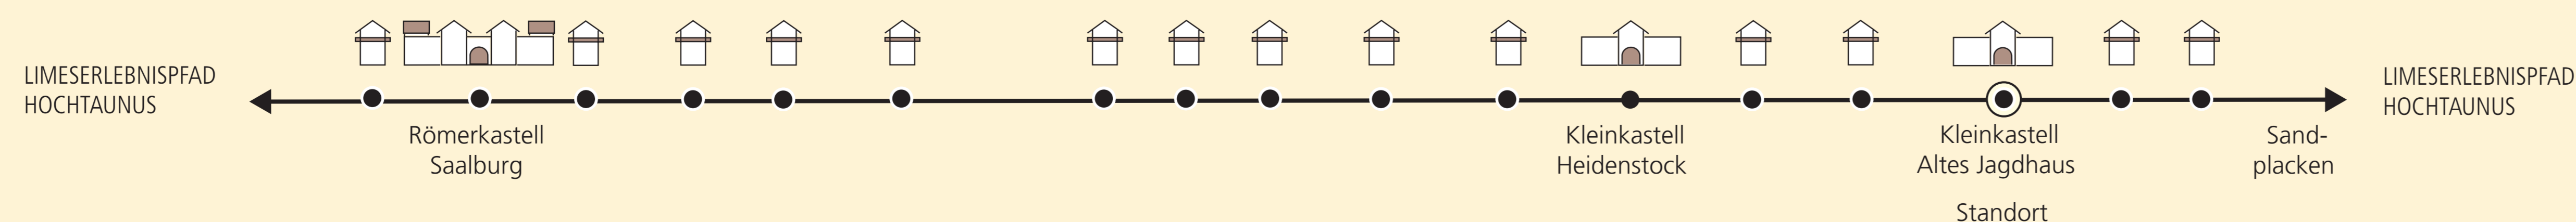 LIMESERLEBNISPFAD
HOCHTAUNUS
Römerkastell
Saalburg
Kleinkastell
Heidenstock
Kleinkastell
Altes Jagdhaus
Standort
Sand-
placken
LIMESERLEBNISPFAD
HOCHTAUNUS